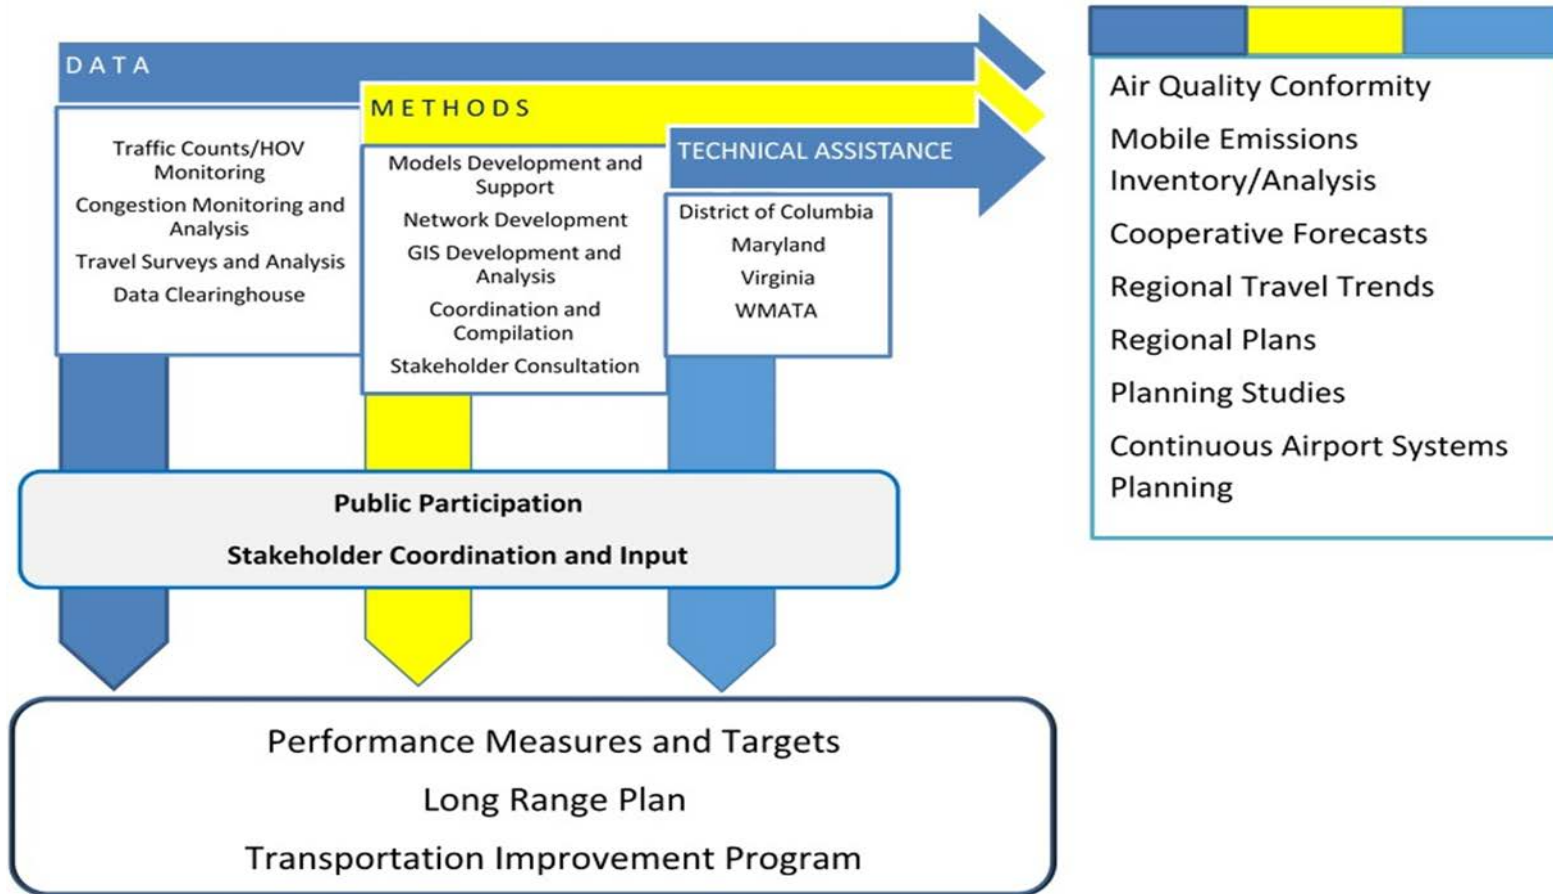 DATA
Traffic Counts/HOV
Monitoring
Congestion Monitoring and
Analysis
Travel Surveys and Analysis
Data Clearinghouse
METHODS
Models Development and
Support
Network Development
GIS Development and
Analysis
Coordination and
Compilation
Stakeholder Consultation
TECHNICAL ASSISTANCE
District of Columbia
Maryland
Virginia
WMATA
Air Quality Conformity
Mobile Emissions
Inventory/Analysis
Cooperative Forecasts
Regional Travel Trends
Regional Plans
Planning Studies
Continuous Airport Systems
Planning
Public Participation
Stakeholder Coordination and Input
Performance Measures and Targets
Long Range Plan
Transportation Improvement Program